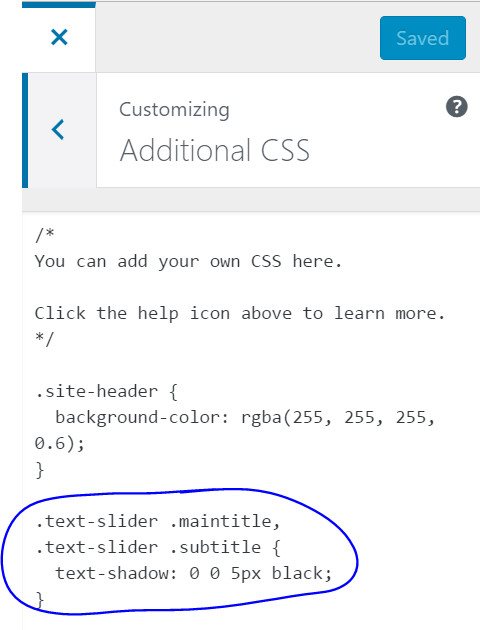 Saved
Customizing
?
Additional CSS
/*
You can add your own CSS here.
Click the help icon above to learn more.
*/
.site-header {
  background-color: rgba(255, 255, 255,
0.6);
}
.text-slider .maintitle,
.text-slider .subtitle {
  text-shadow: 0 0 5px black;
}